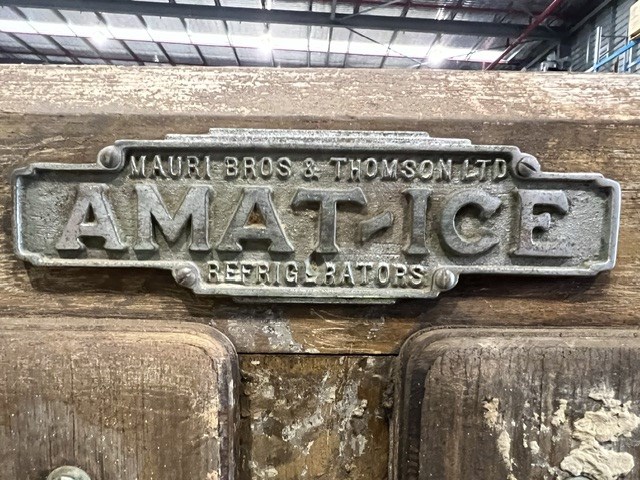 MAURI BROS & THOMSON LTD
AMAT-ICE
REFRIGERATORS